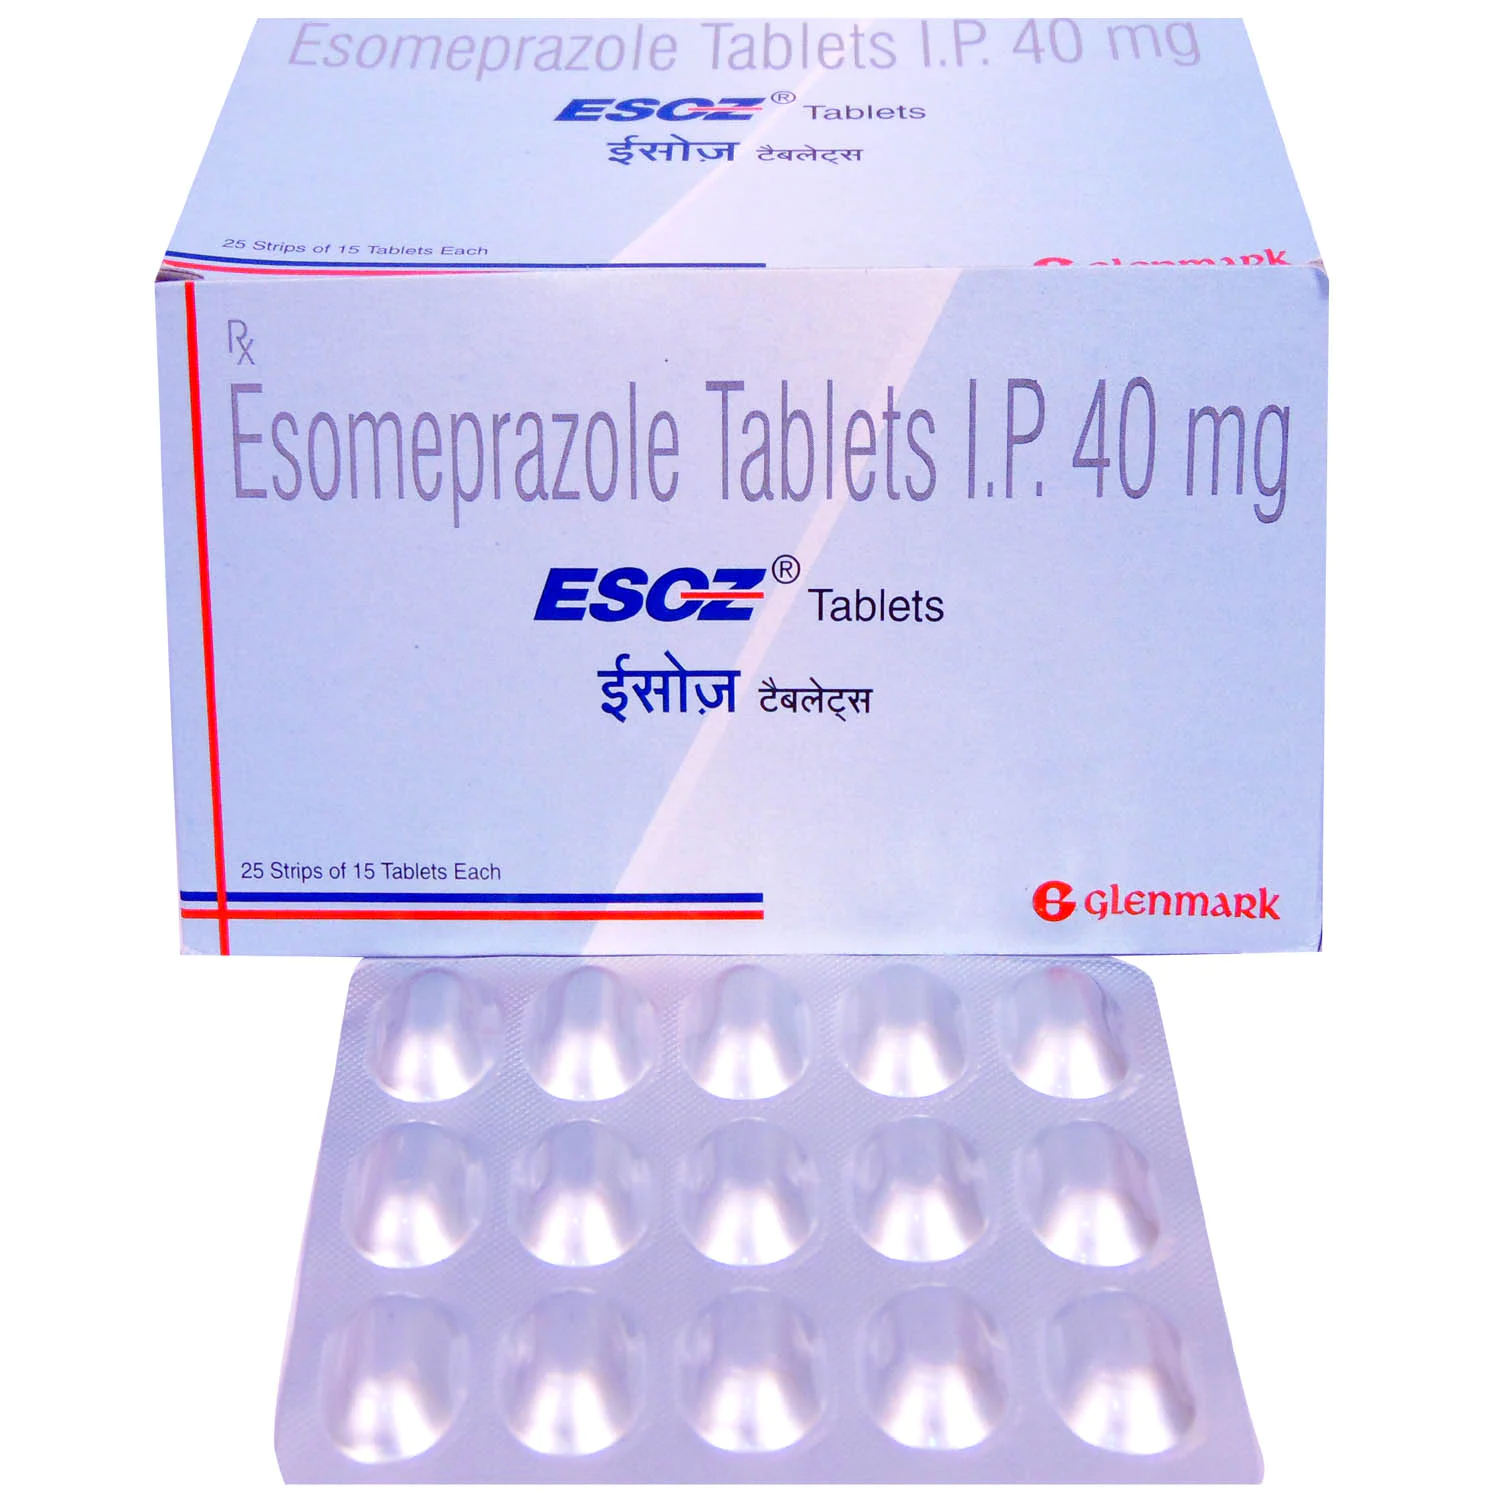 Esomeprazole Tablets I.P. 40 mg
ESOZ® Tablets
ईसोज़ टैबलेट्स
25 Strips of 15 Tablets Each
glenmark
Rx
Esomeprazole Tablets I.P. 40 mg
ESOZ® Tablets
ईसोज़ टैबलेट्स
25 Strips of 15 Tablets Each
glenmark